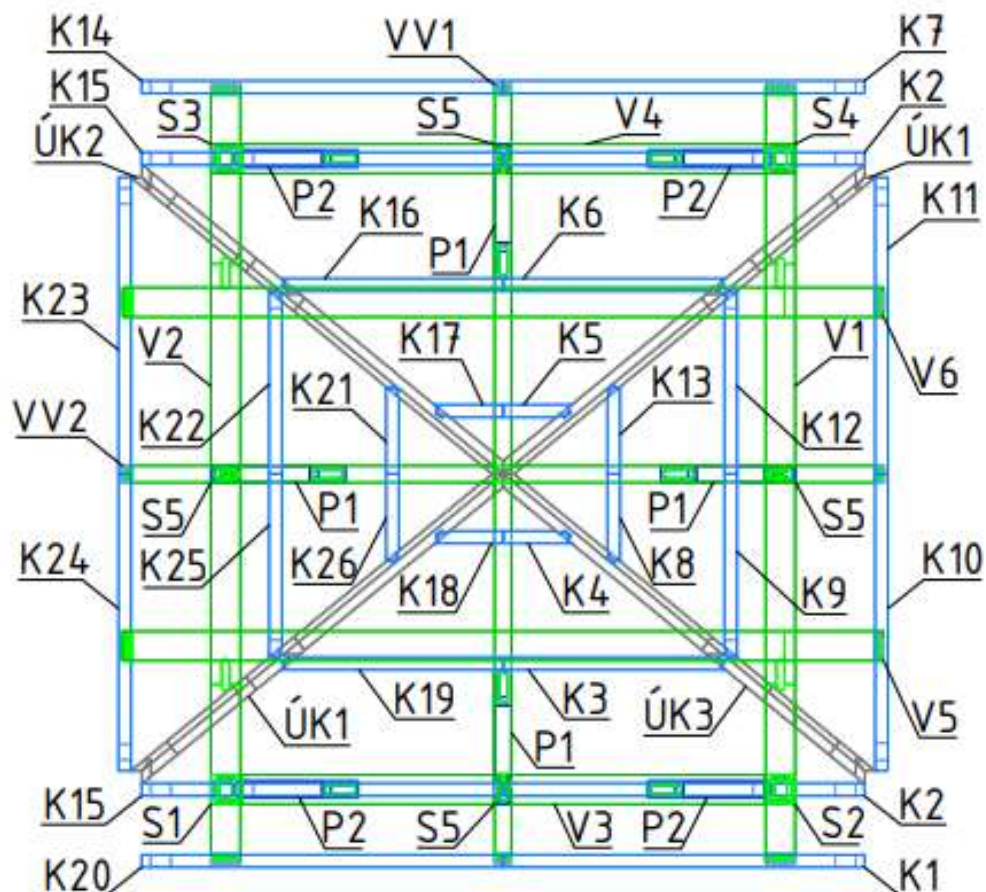 K14 VV1 K7
K15 S3 S5 V4 S4 K2
ÚK2 ÚK1
P2 P2 K11
K16 K6
P1
K23
V2 K17 K5 V1
K21 K13 V6
K22 K12
VV2
S5 P1 P1 S5
K24 K25 K26 K8 K10
K18 K4 K9
K19 K3
ÚK1 ÚK3 V5
P1
K15 K2
S1 P2 S5 V3 P2 S2
K20 K1